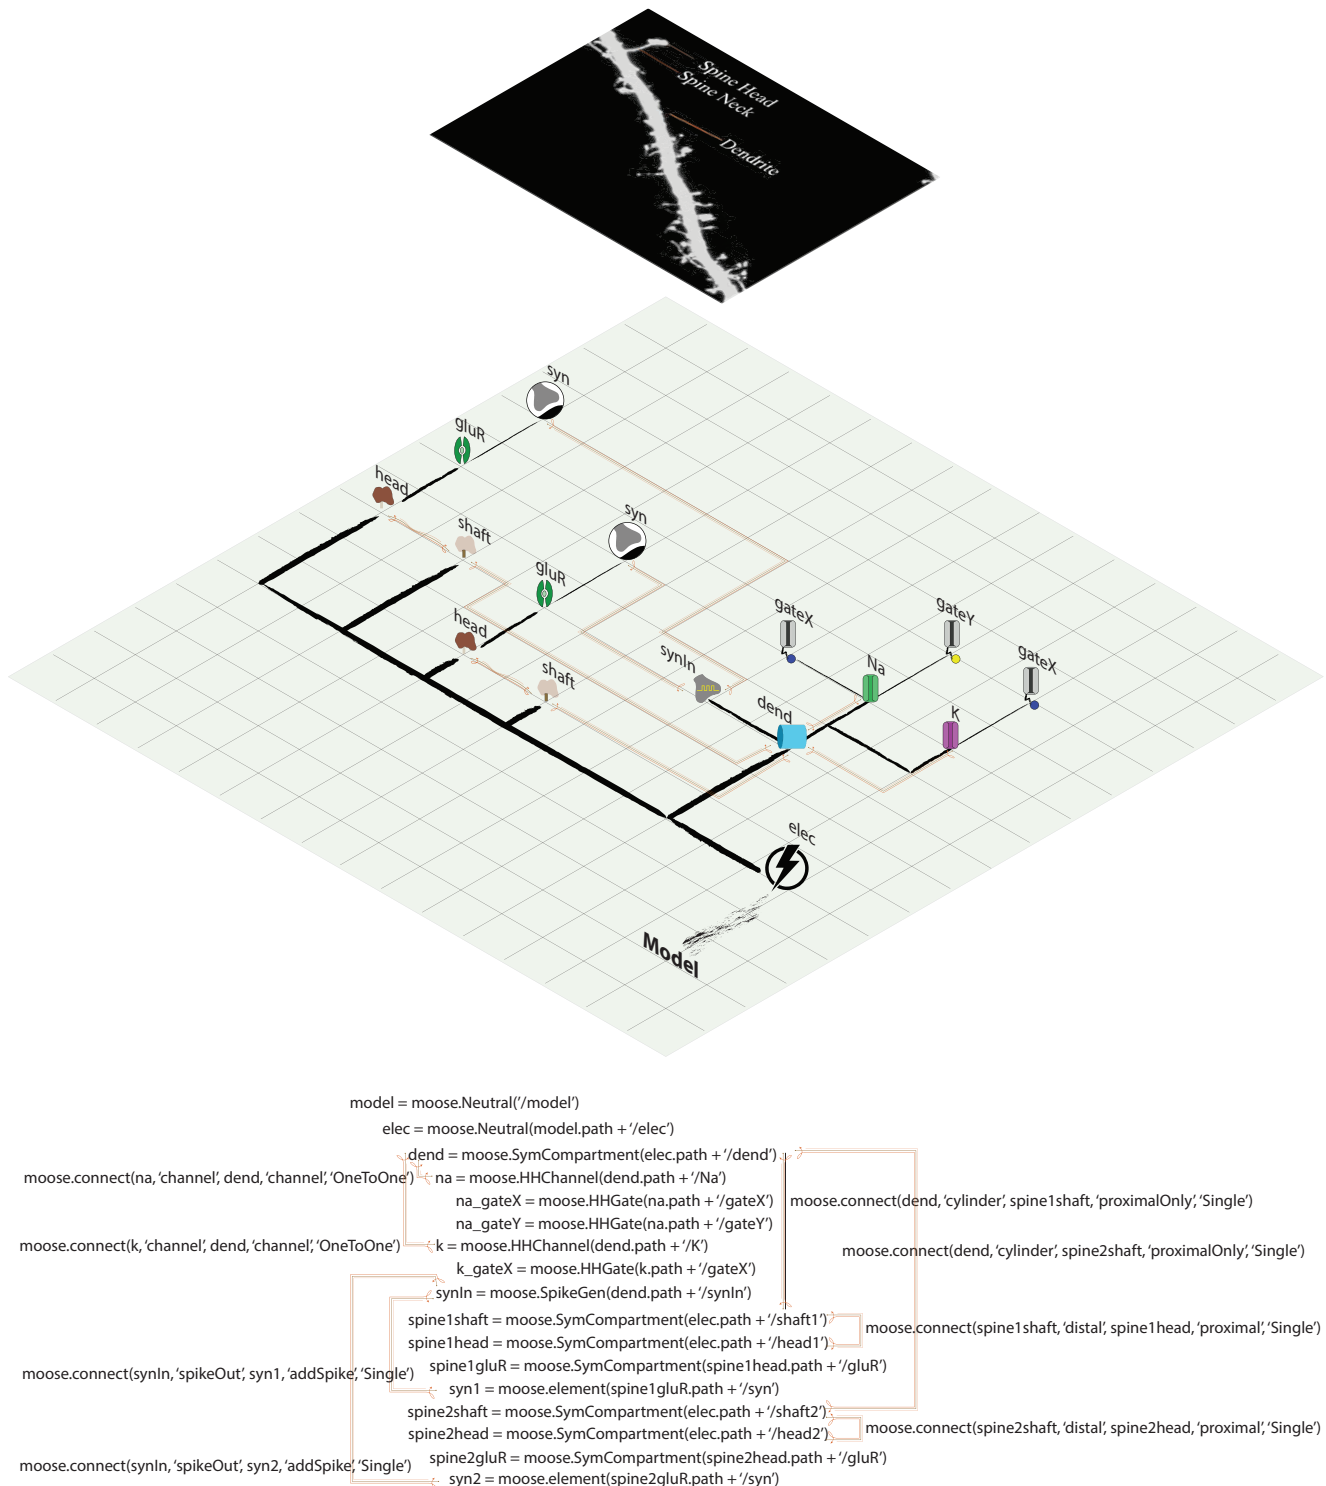 Spine Head
Spine Neck
Dendrite
syn
gluR
head
shaft
syn
gluR
head
shaft
synIn
gateX
gateY
gateX
Na
dend
k
elec
Model
model = moose.Neutral('/model')
elec = moose.Neutral(model.path + '/elec')
dend = moose.SymCompartment(elec.path + '/dend')
moose.connect(na, 'channel', dend, 'channel', 'OneToOne')
na = moose.HHChannel(dend.path + '/Na')
na_gateX = moose.HHGate(na.path + '/gateX')
moose.connect(dend, 'cylinder', spine1shaft, 'proximalOnly', 'Single')
na_gateY = moose.HHGate(na.path + '/gateY')
moose.connect(k, 'channel', dend, 'channel', 'OneToOne')
k = moose.HHChannel(dend.path + '/K')
moose.connect(dend, 'cylinder', spine2shaft, 'proximalOnly', 'Single')
k_gateX = moose.HHGate(k.path + '/gateX')
synIn = moose.SpikeGen(dend.path + '/synIn')
spine1shaft = moose.SymCompartment(elec.path + '/shaft1')
moose.connect(spine1shaft, 'distal', spine1head, 'proximal', 'Single')
spine1head = moose.SymCompartment(elec.path + '/head1')
spine1gluR = moose.SymCompartment(spine1head.path + '/gluR')
moose.connect(synIn, 'spikeOut', syn1, 'addSpike', 'Single')
syn1 = moose.element(spine1gluR.path + '/syn')
spine2shaft = moose.SymCompartment(elec.path + '/shaft2')
moose.connect(spine2shaft, 'distal', spine2head, 'proximal', 'Single')
spine2head = moose.SymCompartment(elec.path + '/head2')
spine2gluR = moose.SymCompartment(spine2head.path + '/gluR')
moose.connect(synIn, 'spikeOut', syn2, 'addSpike', 'Single')
syn2 = moose.element(spine2gluR.path + '/syn')